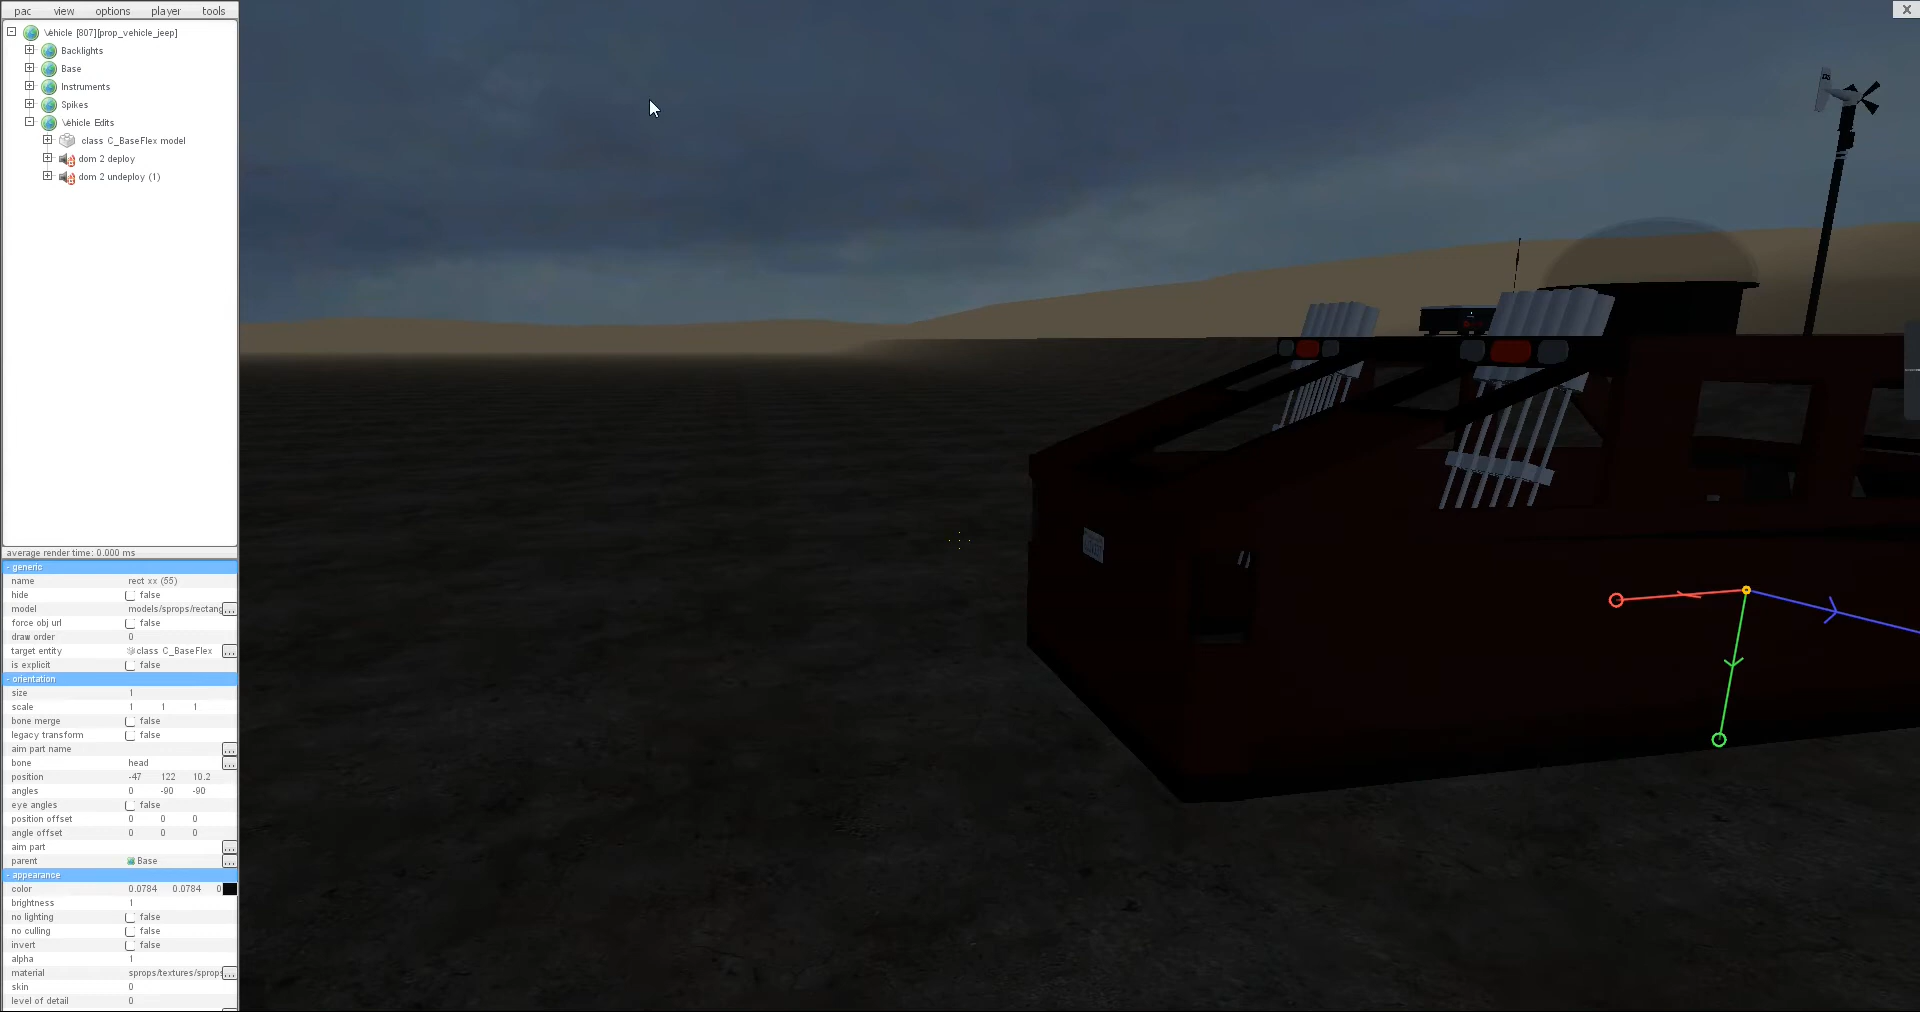 pac view options player tools
Vehicle [807][prop_vehicle_jeep]
Backlights
Base
Instruments
Spikes
Vehicle Edits
class C_BaseFlex model
dom 2 deploy
dom 2 undeploy (1)
average render time: 0.000 ms
- generic
name rect xx (55)
hide false
model models/sprops/rectang ...
force obj url false
draw order 0
target entity class C_BaseFlex ...
is explicit false
- orientation
size 1
scale 1 1 1
bone merge false
legacy transform false
aim part name ...
bone head ...
position -47 122 10.2
angles 0 -90 -90
eye angles false
position offset 0 0 0
angle offset 0 0 0
aim part ...
parent Base ...
- appearance
color 0.0784 0.0784 0
brightness 1
no lighting false
no culling false
invert false
alpha 1
material sprops/textures/sprops ...
skin 0
level of detail 0